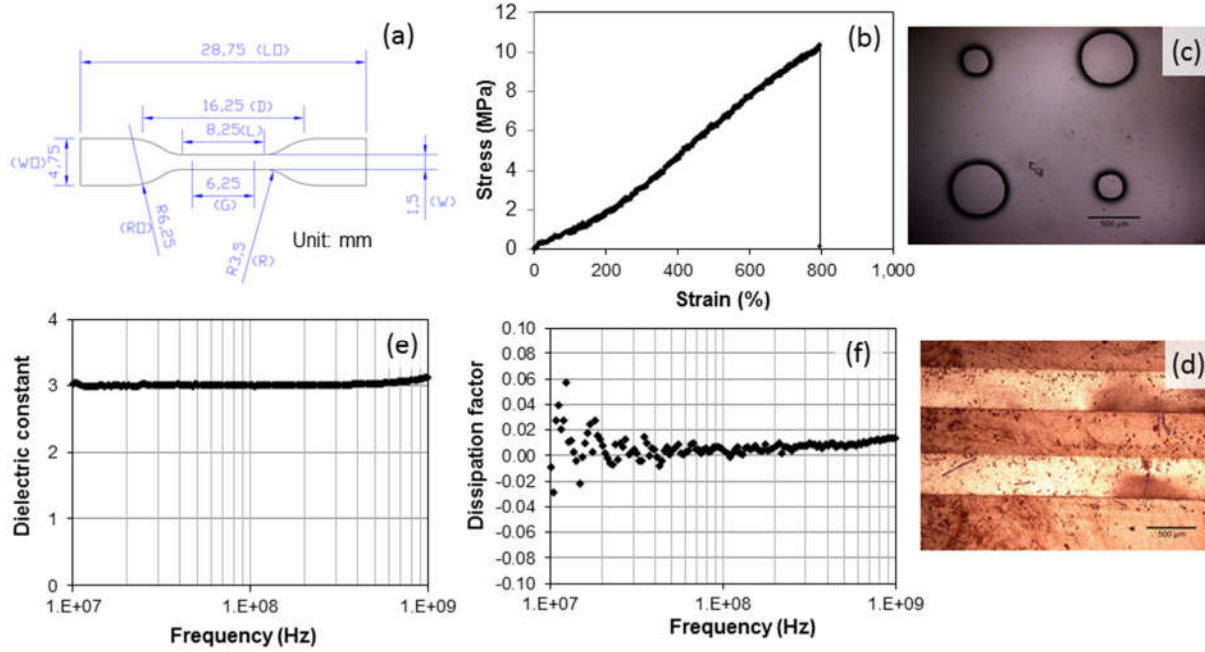 (a)
28,75 (L▯)
16,25 (D)
8,25(L)
(W▯)
4,75
6,25
(G)
1,5
(W)
R6,25
(R▯)
R3,5
(R)
Unit: mm
(b)
Stress (MPa)
12
10
8
6
4
2
0
0 200 400 600 800 1,000
Strain (%)
(c)
500 µm
(e)
Dielectric constant
4
3
2
1
0
1.E+07 1.E+08 1.E+09
Frequency (Hz)
(f)
Dissipation factor
0.10
0.08
0.06
0.04
0.02
0.00
-0.02
-0.04
-0.06
-0.08
-0.10
1.E+07 1.E+08 1.E+09
Frequency (Hz)
(d)
500 µm